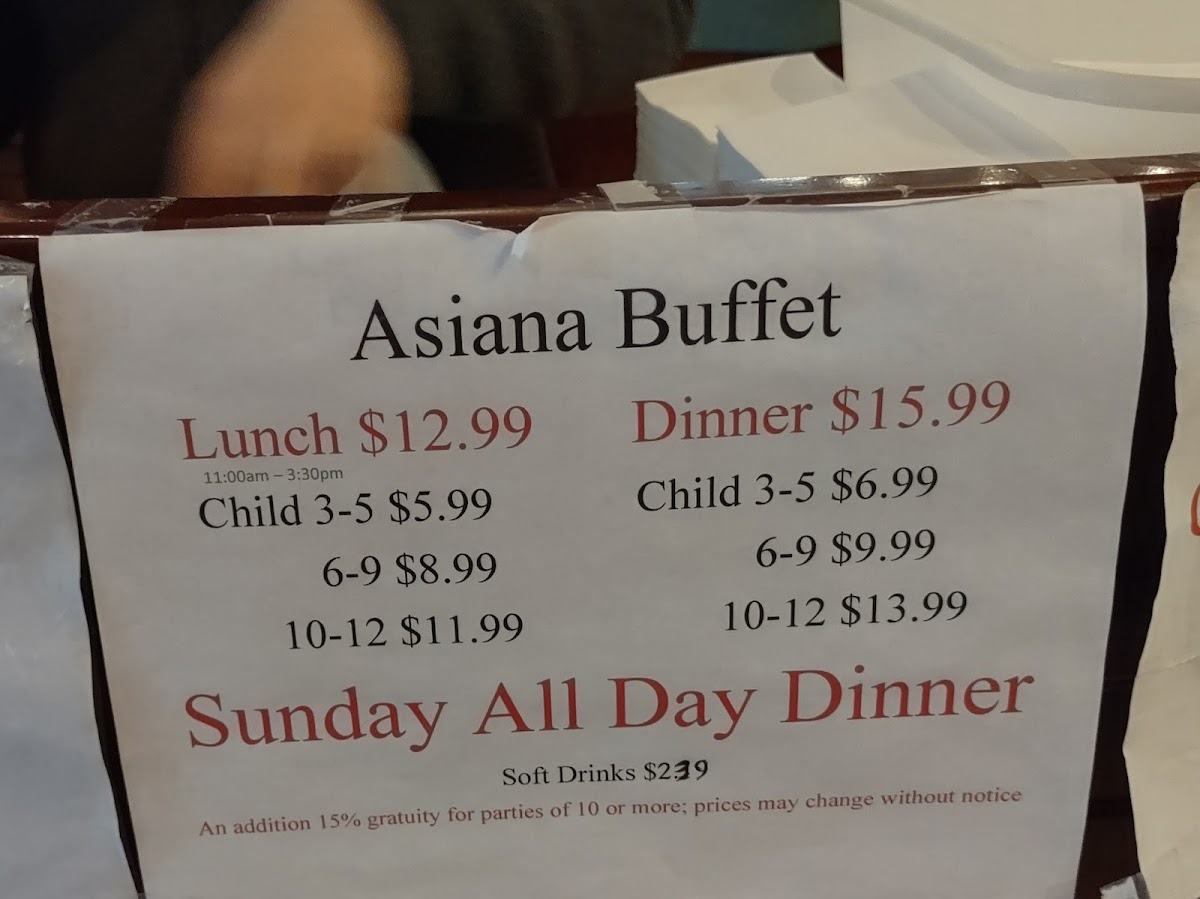 Asiana Buffet
Lunch $12.99
11:00am – 3:30pm
Child 3-5 $5.99
6-9 $8.99
10-12 $11.99
Dinner $15.99
Child 3-5 $6.99
6-9 $9.99
10-12 $13.99
Sunday All Day Dinner
Soft Drinks $239
An addition 15% gratuity for parties of 10 or more; prices may change without notice